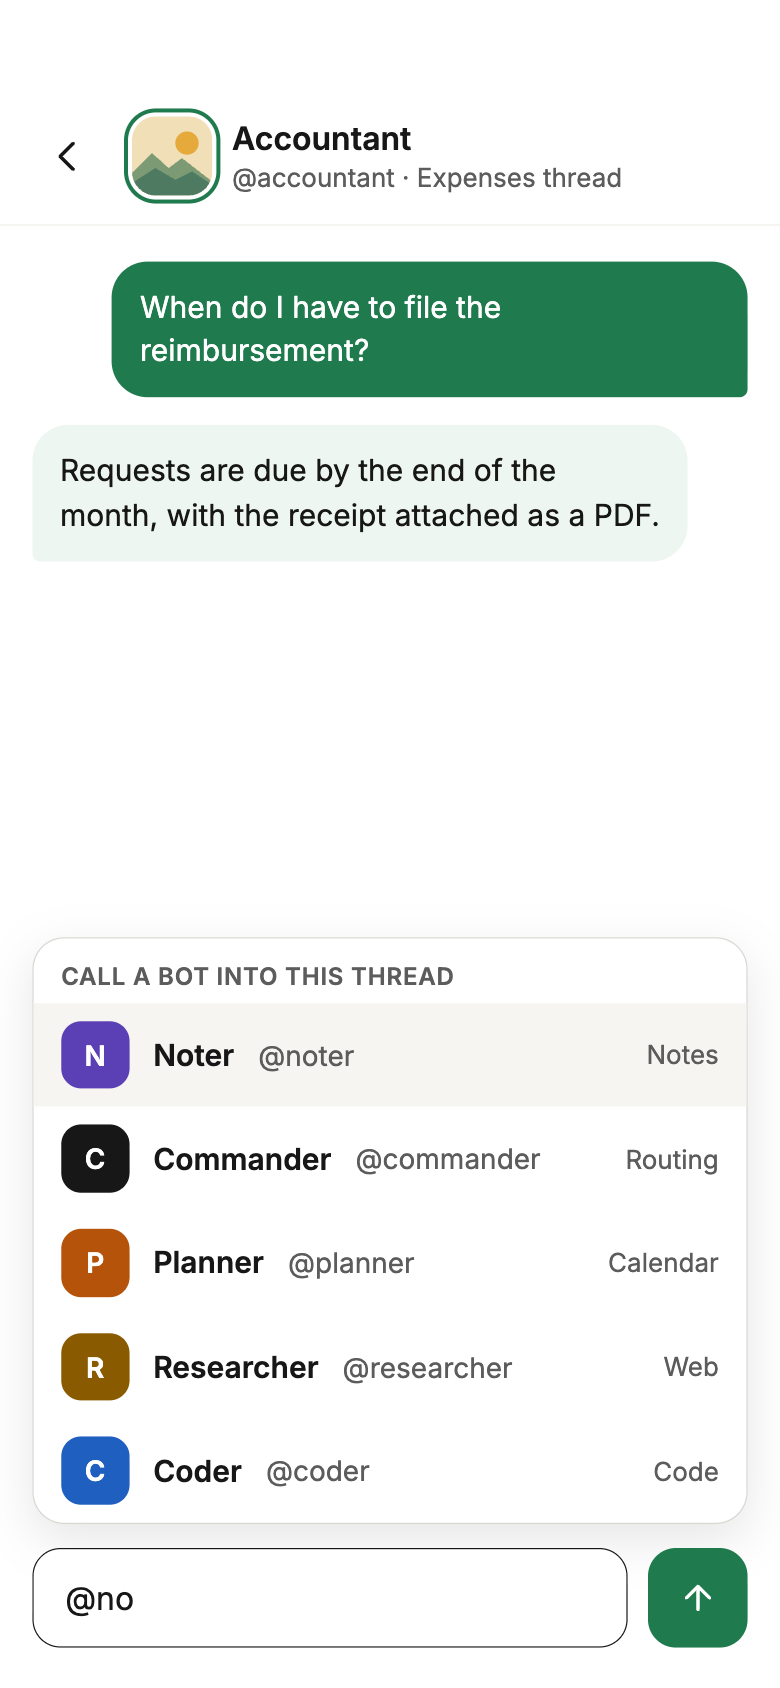 Accountant
@accountant · Expenses thread
When do I have to file the
reimbursement?
Requests are due by the end of the
month, with the receipt attached as a PDF.
CALL A BOT INTO THIS THREAD
N Noter @noter Notes
C Commander @commander Routing
P Planner @planner Calendar
R Researcher @researcher Web
C Coder @coder Code
@no